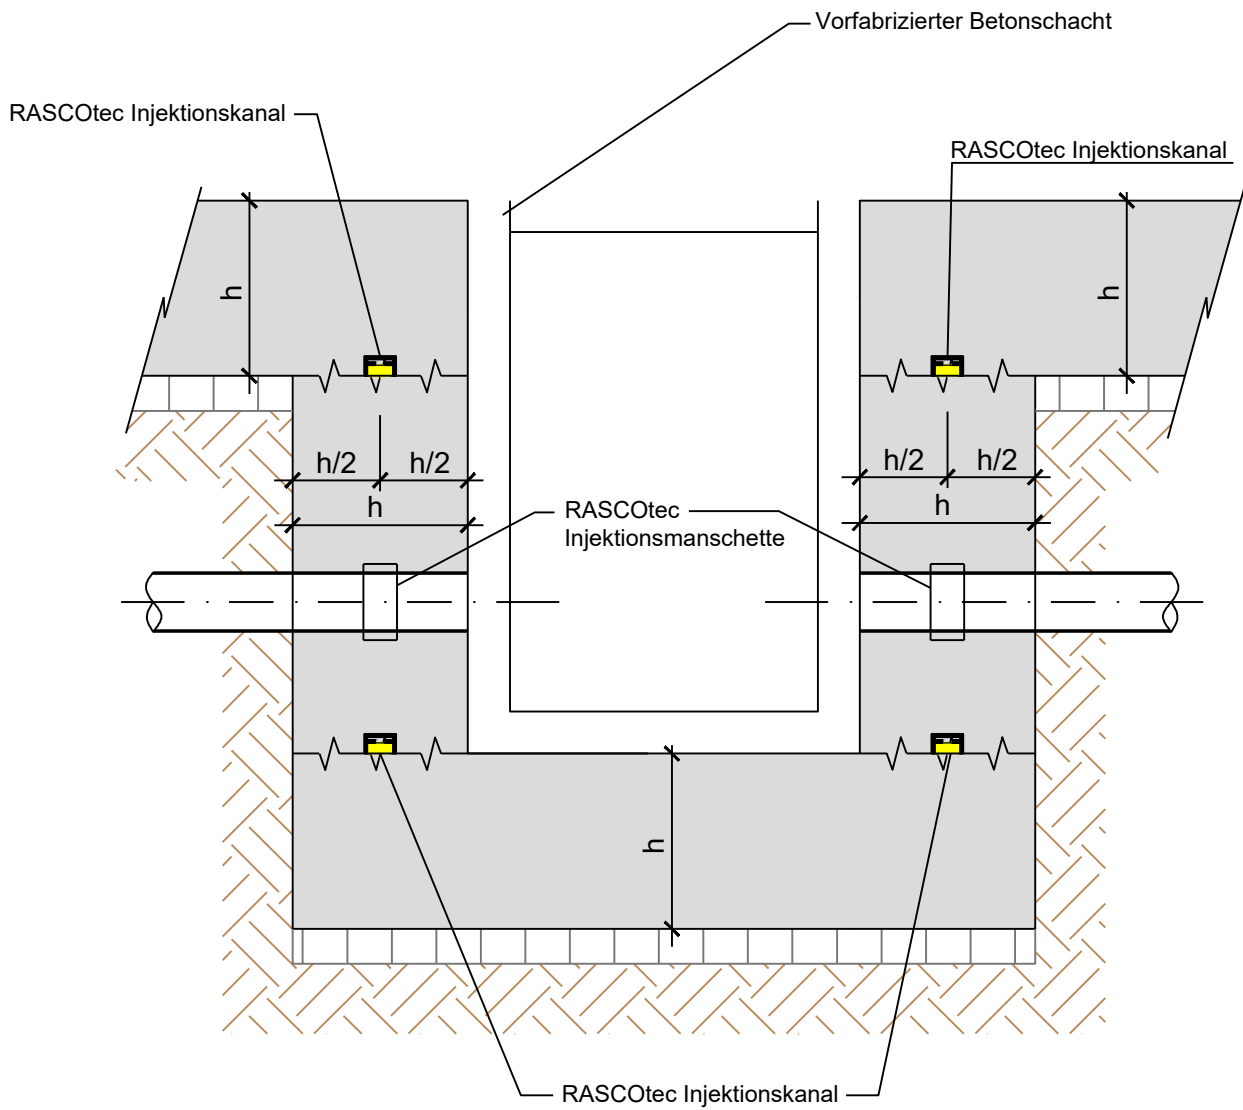 Vorfabrizierter Betonschacht
RASCOtec Injektionskanal
RASCOtec Injektionskanal
h
h
h/2
h/2
h/2
h/2
h
h
RASCOtec
Injektionsmanschette
h
RASCOtec Injektionskanal